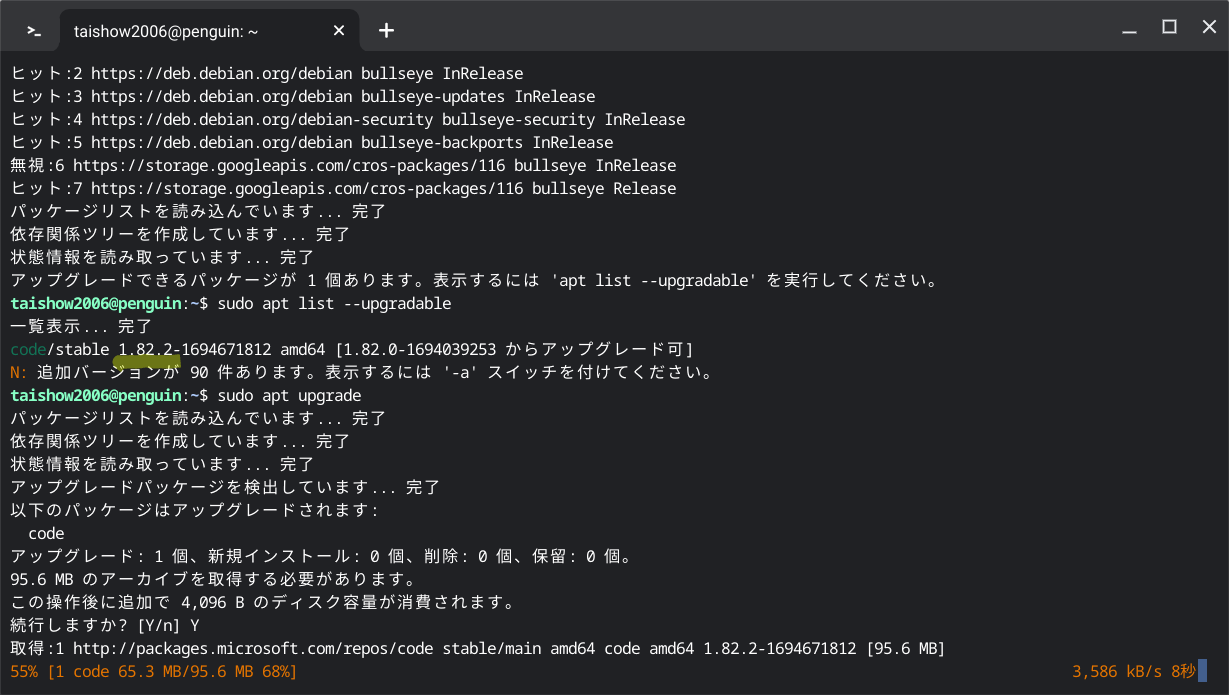 taishow2006@penguin: ~
ヒット:2 https://deb.debian.org/debian bullseye InRelease
ヒット:3 https://deb.debian.org/debian bullseye-updates InRelease
ヒット:4 https://deb.debian.org/debian-security bullseye-security InRelease
ヒット:5 https://deb.debian.org/debian bullseye-backports InRelease
無視:6 https://storage.googleapis.com/cros-packages/116 bullseye InRelease
ヒット:7 https://storage.googleapis.com/cros-packages/116 bullseye Release
パッケージリストを読み込んでいます... 完了
依存関係ツリーを作成しています... 完了
状態情報を読み取っています... 完了
アップグレードできるパッケージが 1 個あります。表示するには 'apt list --upgradable' を実行してください。
taishow2006@penguin:~$ sudo apt list --upgradable
一覧表示... 完了
code/stable 1.82.2-1694671812 amd64 [1.82.0-1694039253 からアップグレード可]
N: 追加バージョンが 90 件あります。表示するには '-a' スイッチを付けてください。
taishow2006@penguin:~$ sudo apt upgrade
パッケージリストを読み込んでいます... 完了
依存関係ツリーを作成しています... 完了
状態情報を読み取っています... 完了
アップグレードパッケージを検出しています... 完了
以下のパッケージはアップグレードされます:
  code
アップグレード: 1 個、新規インストール: 0 個、削除: 0 個、保留: 0 個。
95.6 MB のアーカイブを取得する必要があります。
この操作後に追加で 4,096 B のディスク容量が消費されます。
続行しますか? [Y/n] Y
取得:1 http://packages.microsoft.com/repos/code stable/main amd64 code amd64 1.82.2-1694671812 [95.6 MB]
55% [1 code 65.3 MB/95.6 MB 68%] 3,586 kB/s 8秒